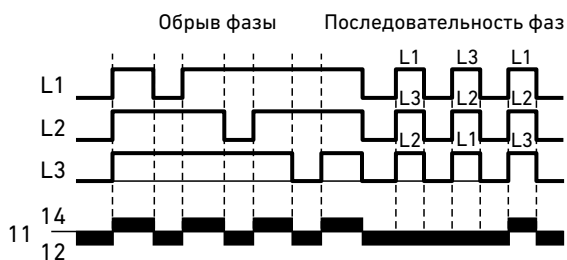 Обрыв фазы
Последовательность фаз
L1 L3 L1
L1
L3 L2 L2
L2
L2 L1 L3
L3
14
11
12